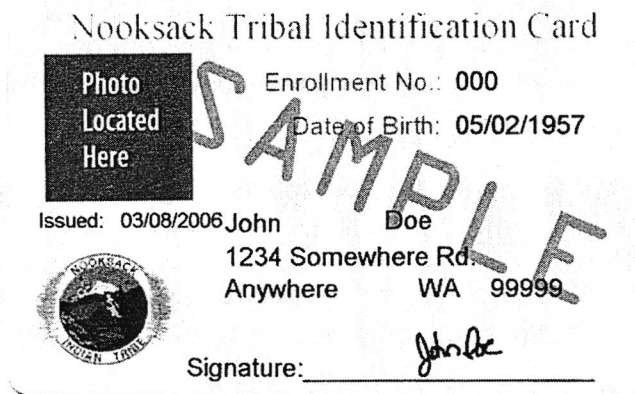 Nooksack Tribal Identification Card
Photo
Located
Here
Enrollment No.: 000
Date of Birth: 05/02/1957
SAMPLE
Issued: 03/08/2006
John Doe
1234 Somewhere Rd.
Anywhere WA 99999
NOOKSACK
INDIAN TRIBE
Signature: John Doe